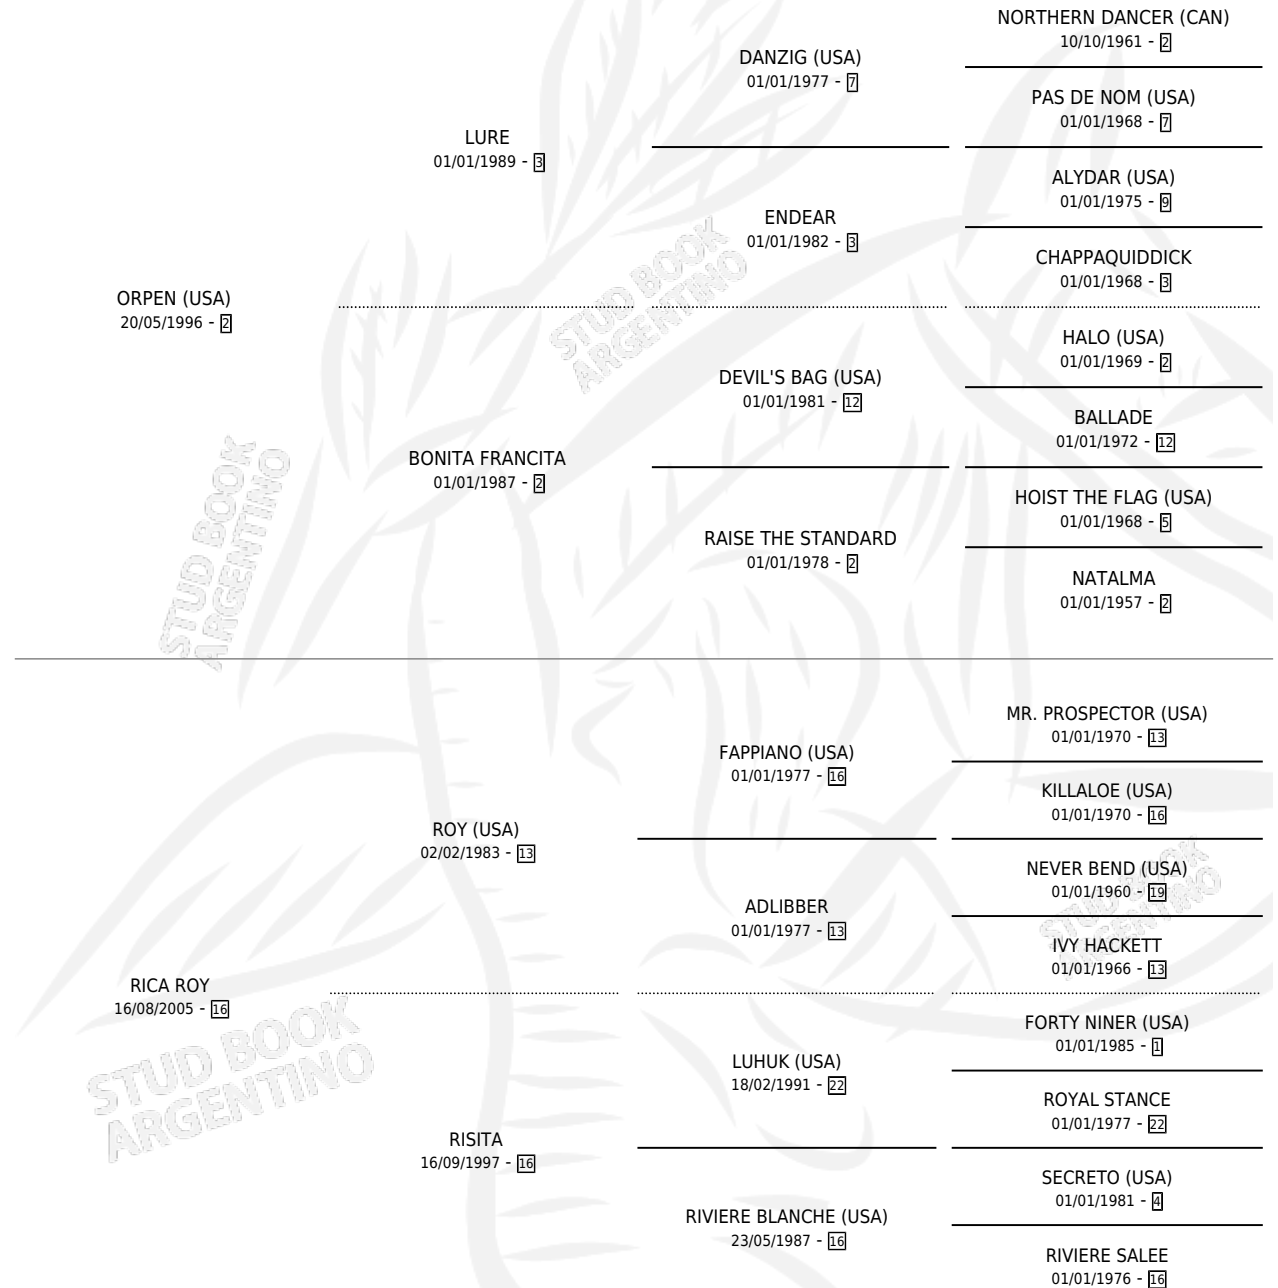 NORTHERN DANCER (CAN)
10/10/1961 - 2
DANZIG (USA)
01/01/1977 - 7
PAS DE NOM (USA)
01/01/1968 - 7
LURE
01/01/1989 - 3
ALYDAR (USA)
01/01/1975 - 9
ENDEAR
01/01/1982 - 3
CHAPPAQUIDDICK
01/01/1968 - 3
STUD BOOK
ARGENTINO
ORPEN (USA)
20/05/1996 - 2
HALO (USA)
01/01/1969 - 2
DEVIL'S BAG (USA)
01/01/1981 - 12
BALLADE
01/01/1972 - 12
BONITA FRANCITA
01/01/1987 - 2
HOIST THE FLAG (USA)
01/01/1968 - 5
RAISE THE STANDARD
01/01/1978 - 2
NATALMA
01/01/1957 - 2
STUD BOOK
ARGENTINO
MR. PROSPECTOR (USA)
01/01/1970 - 13
FAPPIANO (USA)
01/01/1977 - 16
KILLALOE (USA)
01/01/1970 - 16
ROY (USA)
02/02/1983 - 13
NEVER BEND (USA)
01/01/1960 - 19
ADLIBBER
01/01/1977 - 13
IVY HACKETT
01/01/1966 - 13
STUD BOOK
ARGENTINO
RICA ROY
16/08/2005 - 16
FORTY NINER (USA)
01/01/1985 - 1
LUHUK (USA)
18/02/1991 - 22
ROYAL STANCE
01/01/1977 - 22
STUD BOOK
ARGENTINO
RISITA
16/09/1997 - 16
SECRETO (USA)
01/01/1981 - 4
RIVIERE BLANCHE (USA)
23/05/1987 - 16
RIVIERE SALEE
01/01/1976 - 16